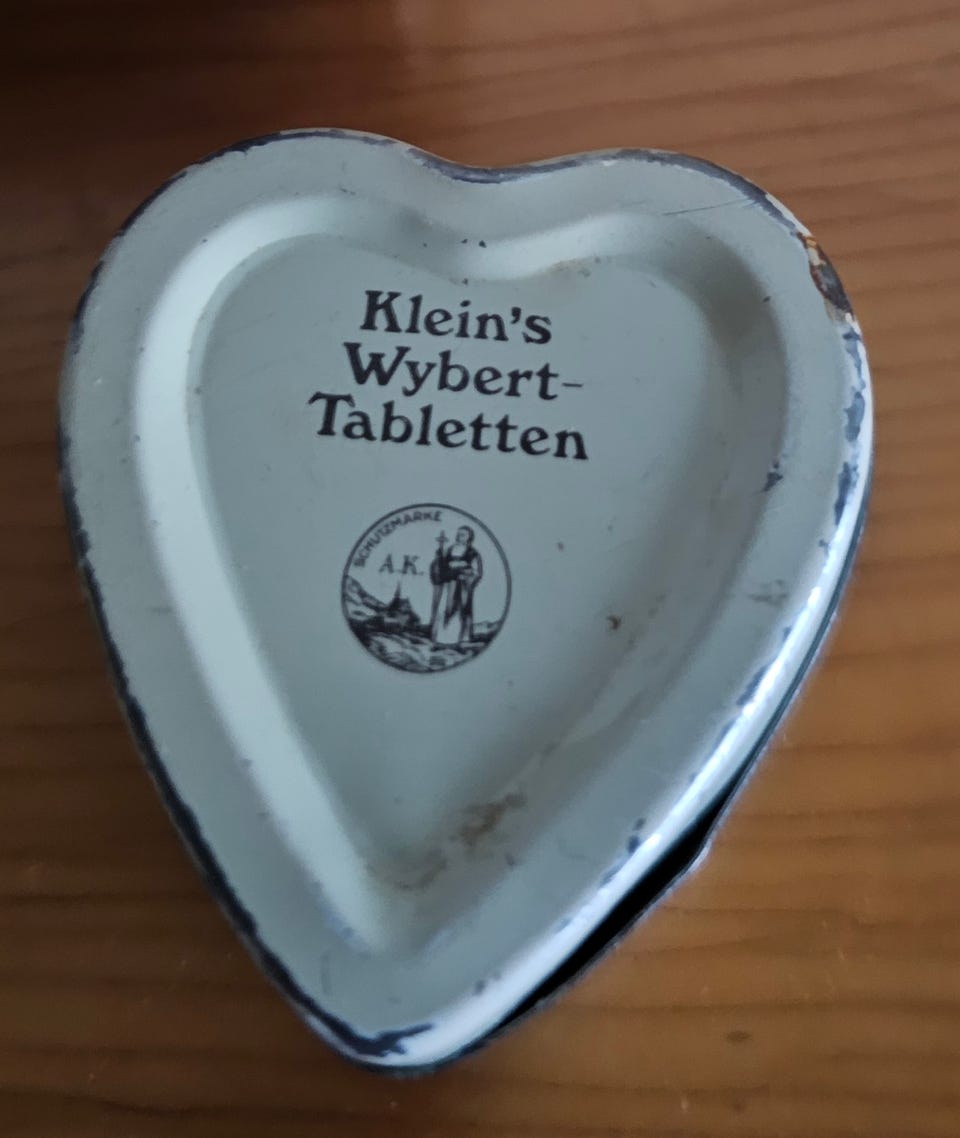 Klein's
Wybert-
Tabletten
SCHUTZMARKE
A.K.